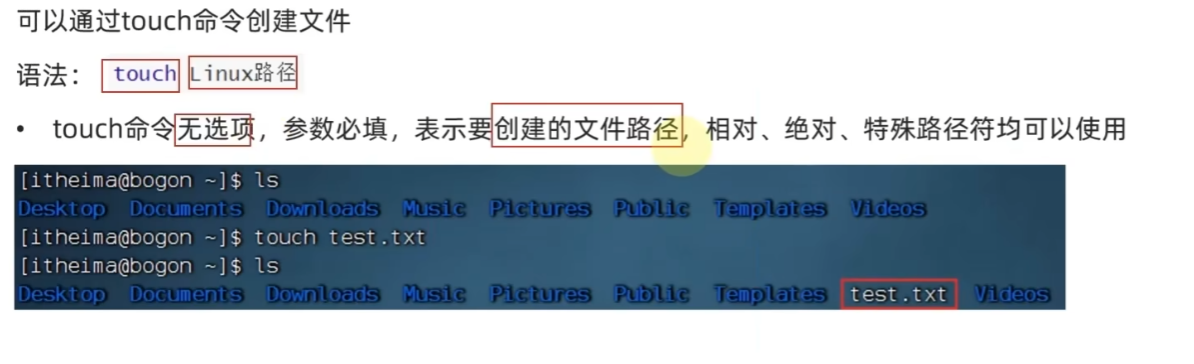 可以通过touch命令创建文件
语法： touch Linux路径
• touch命令无选项，参数必填，表示要创建的文件路径，相对、绝对、特殊路径符均可以使用
[itheima@bogon ~]$ ls
Desktop Documents Downloads Music Pictures Public Templates Videos
[itheima@bogon ~]$ touch test.txt
[itheima@bogon ~]$ ls
Desktop Documents Downloads Music Pictures Public Templates test.txt Videos